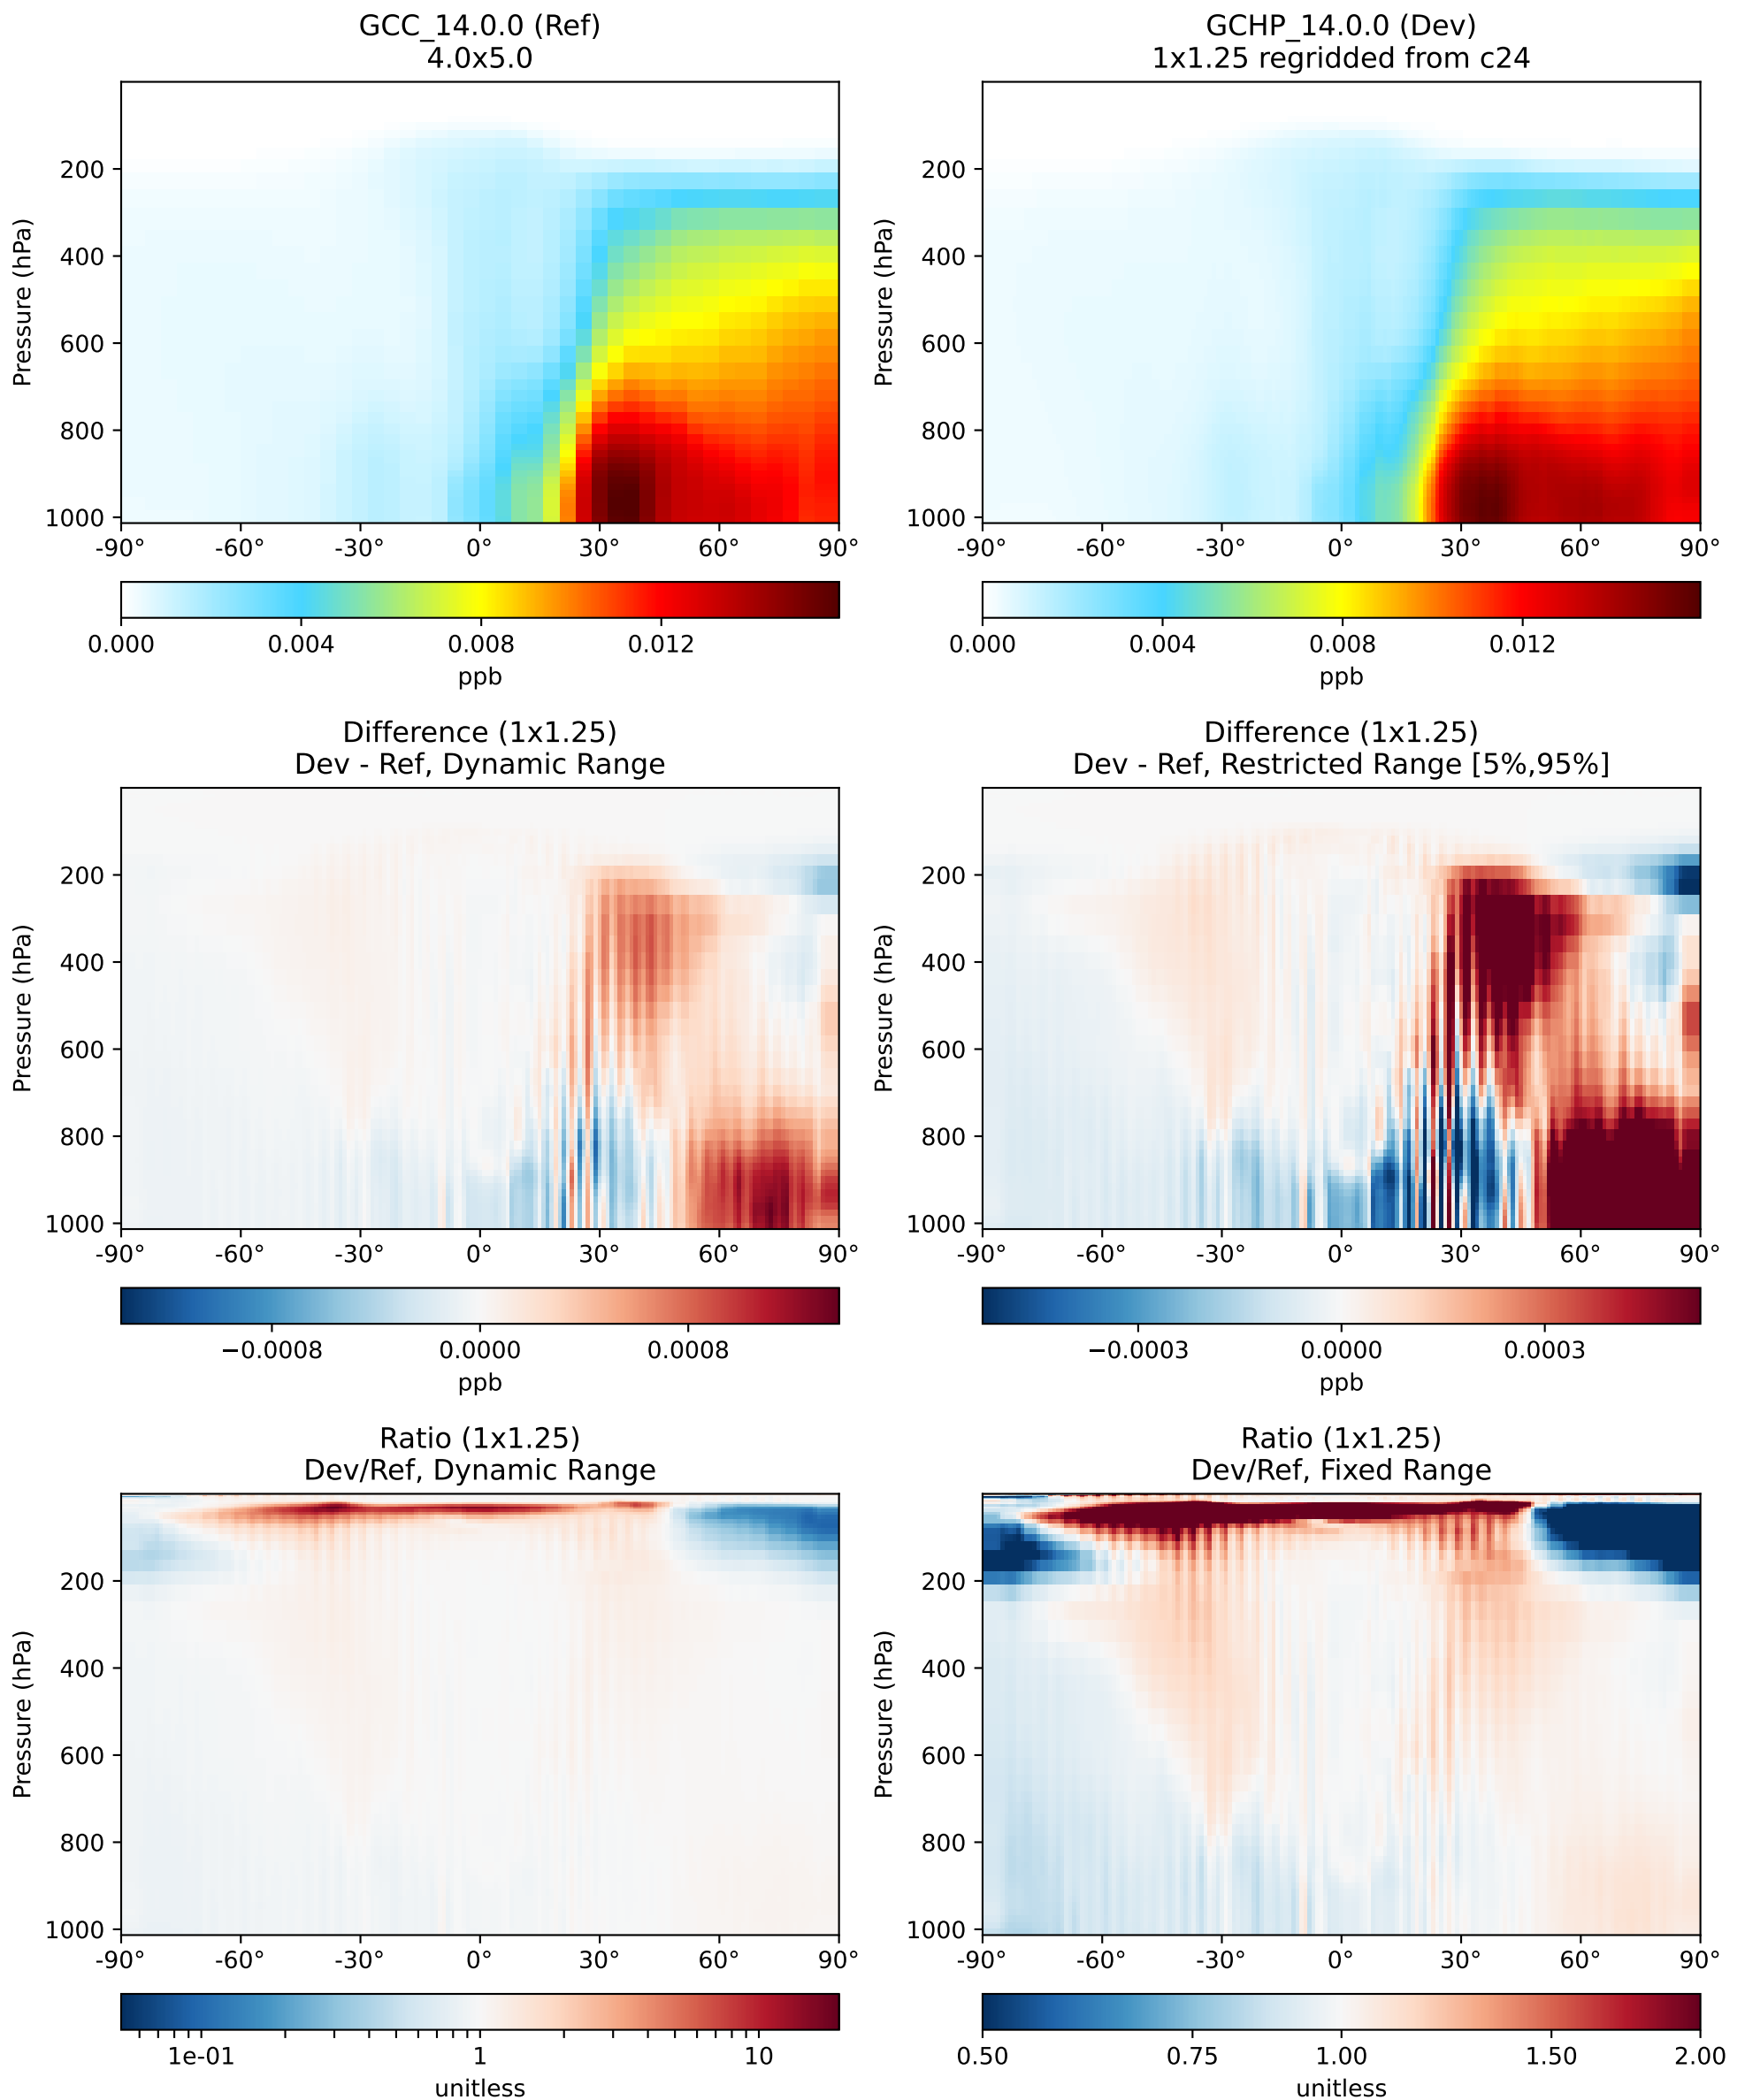 GCC_14.0.0 (Ref)
4.0x5.0
Pressure (hPa)
200
400
600
800
1000
-90° -60° -30° 0° 30° 60° 90°
0.000 0.004 0.008 0.012
ppb
GCHP_14.0.0 (Dev)
1x1.25 regridded from c24
Pressure (hPa)
200
400
600
800
1000
-90° -60° -30° 0° 30° 60° 90°
0.000 0.004 0.008 0.012
ppb
Difference (1x1.25)
Dev - Ref, Dynamic Range
Pressure (hPa)
200
400
600
800
1000
-90° -60° -30° 0° 30° 60° 90°
−0.0008 0.0000 0.0008
ppb
Difference (1x1.25)
Dev - Ref, Restricted Range [5%,95%]
Pressure (hPa)
200
400
600
800
1000
-90° -60° -30° 0° 30° 60° 90°
−0.0003 0.0000 0.0003
ppb
Ratio (1x1.25)
Dev/Ref, Dynamic Range
Pressure (hPa)
200
400
600
800
1000
-90° -60° -30° 0° 30° 60° 90°
1e-01 1 10
unitless
Ratio (1x1.25)
Dev/Ref, Fixed Range
Pressure (hPa)
200
400
600
800
1000
-90° -60° -30° 0° 30° 60° 90°
0.50 0.75 1.00 1.50 2.00
unitless